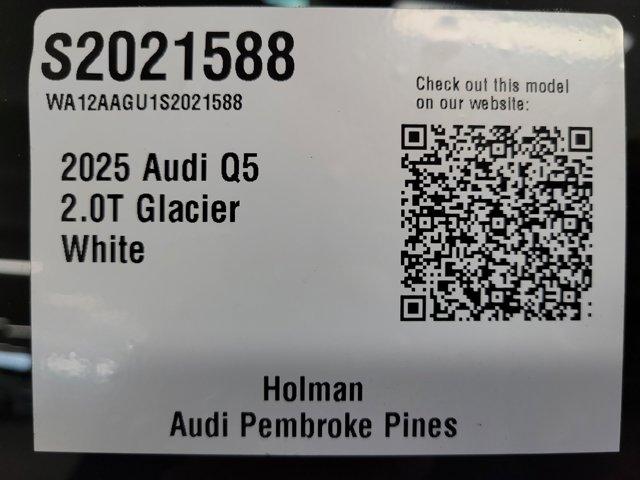 S2021588
WA12AAGU1S2021588
Check out this model
on our website:
2025 Audi Q5
2.0T Glacier
White
Holman
Audi Pembroke Pines